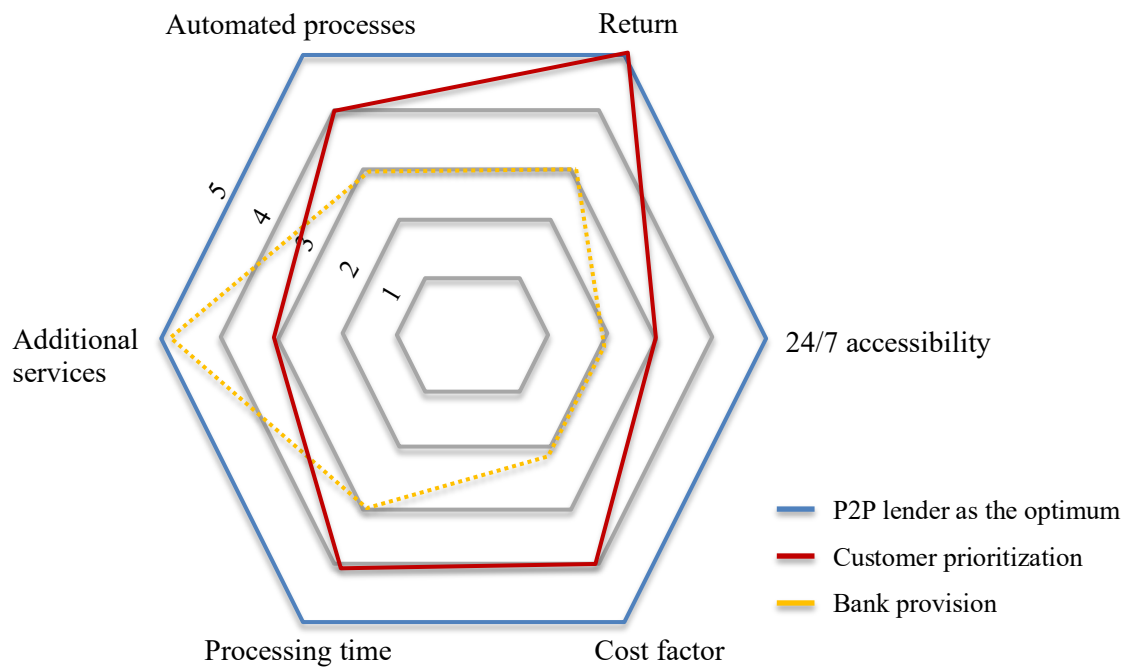 Automated processes
Return
5
4
3
2
1
Additional
services
24/7 accessibility
P2P lender as the optimum
Customer prioritization
Bank provision
Processing time
Cost factor